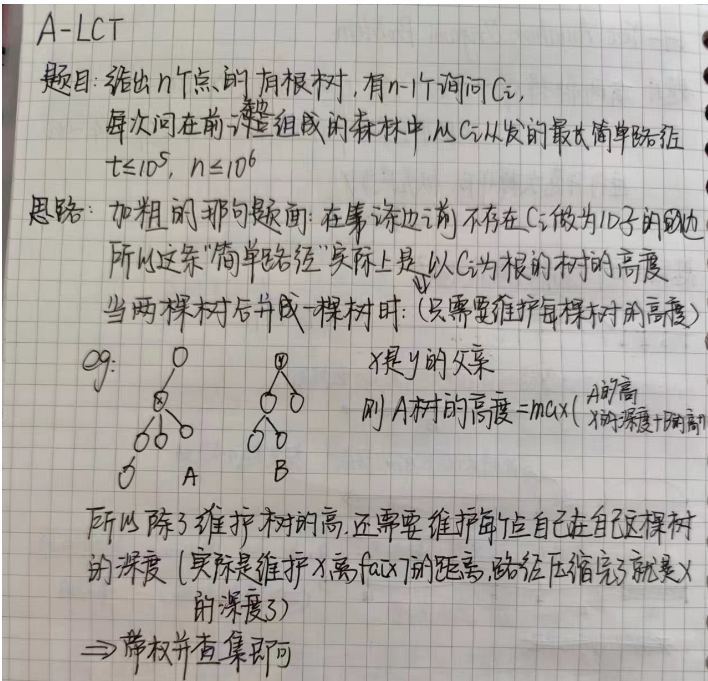 A-LCT
题目: 给出n个点的有根树, 有n-1个询问Ci,
每次问在前i条边组成的森林中, 从Ci出发的最长简单路径
t≤10⁵, n≤10⁶
思路: 加粗的那句题面: 在第i条边之前 不存在Ci做为儿子的边
所以这条"简单路径"实际上是 以Ci为根的树的高度
当两棵树合并成一棵树时: (只需要维护每棵树的高度)
eg: x是y的父亲
则 A树的高度=max(A的高 x的深度+B的高)
x y
A B
所以除了维护树的高, 还需要维护每个点自己在自己这棵树
的深度 (实际是维护x离fa[x]的距离, 路径压缩完了就是x
的深度了)
⇒ 带权并查集即可